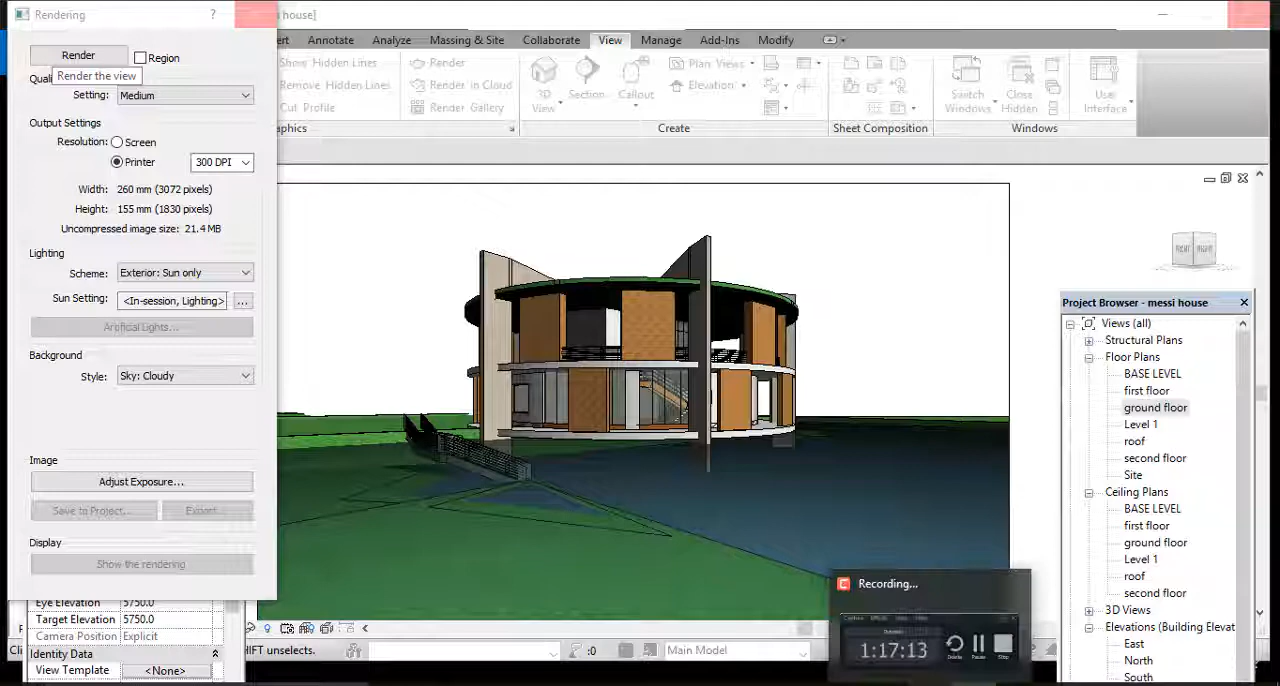 Rendering
?
i house]
Render
Region
Render the view
Quali
Setting:
Medium
Output Settings
Resolution:
Screen
Printer
300 DPI
Width:
260 mm (3072 pixels)
Height:
155 mm (1830 pixels)
Uncompressed image size:
21.4 MB
Lighting
Scheme:
Exterior: Sun only
Sun Setting:
<In-session, Lighting>
...
Artificial Lights...
Background
Style:
Sky: Cloudy
Image
Adjust Exposure...
Save to Project...
Export...
Display
Show the rendering
Annotate
Analyze
Massing & Site
Collaborate
View
Manage
Add-Ins
Modify
Show Hidden Lines
Remove Hidden Lines
Cut Profile
Render
Render in Cloud
Render Gallery
3D
View
Section
Callout
Plan Views
Elevation
Switch
Windows
Close
Hidden
User
Interface
aphics
Create
Sheet Composition
Windows
Project Browser - messi house
Views (all)
Structural Plans
Floor Plans
BASE LEVEL
first floor
ground floor
Level 1
roof
second floor
Site
Ceiling Plans
BASE LEVEL
first floor
ground floor
Level 1
roof
second floor
3D Views
Elevations (Building Elevat
East
North
South
Eye Elevation
5750.0
Target Elevation
5750.0
Camera Position
Explicit
Identity Data
View Template
<None>
HIFT unselects.
:0
Main Model
Recording...
1:17:13
Delete
Pause
Stop